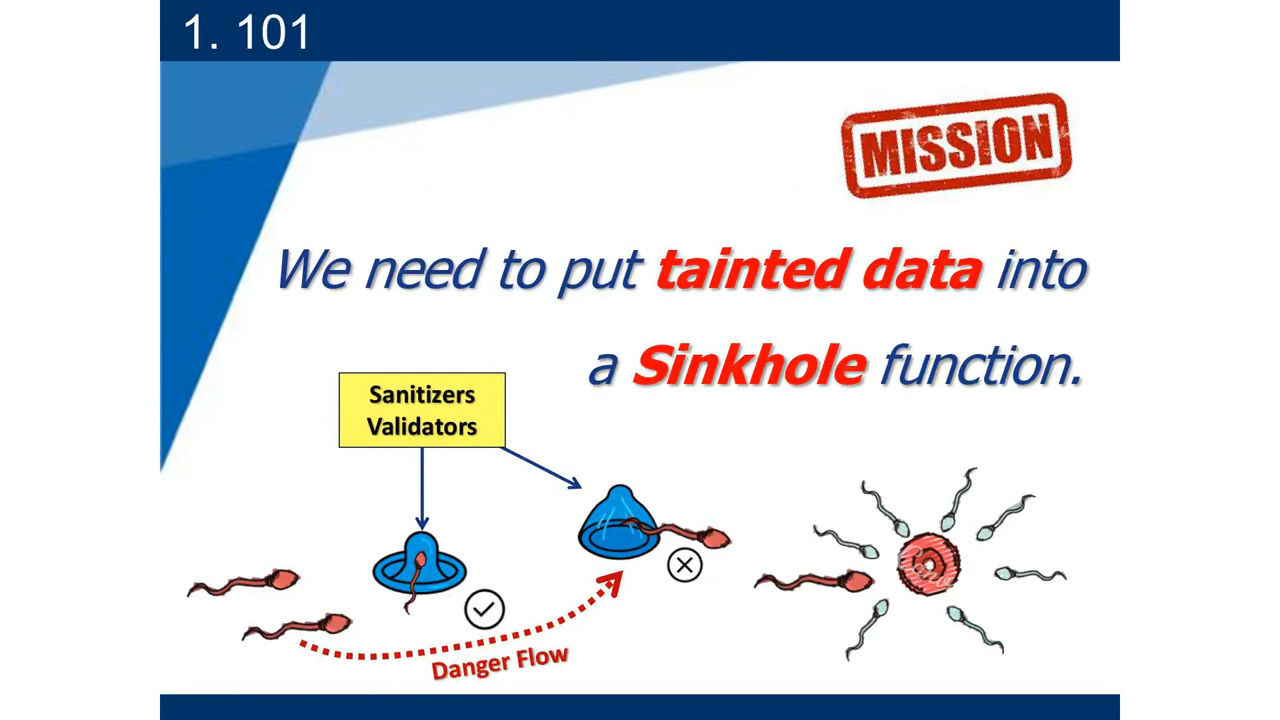 1. 101
MISSION
We need to put tainted data into
a Sinkhole function.
Sanitizers
Validators
Danger Flow